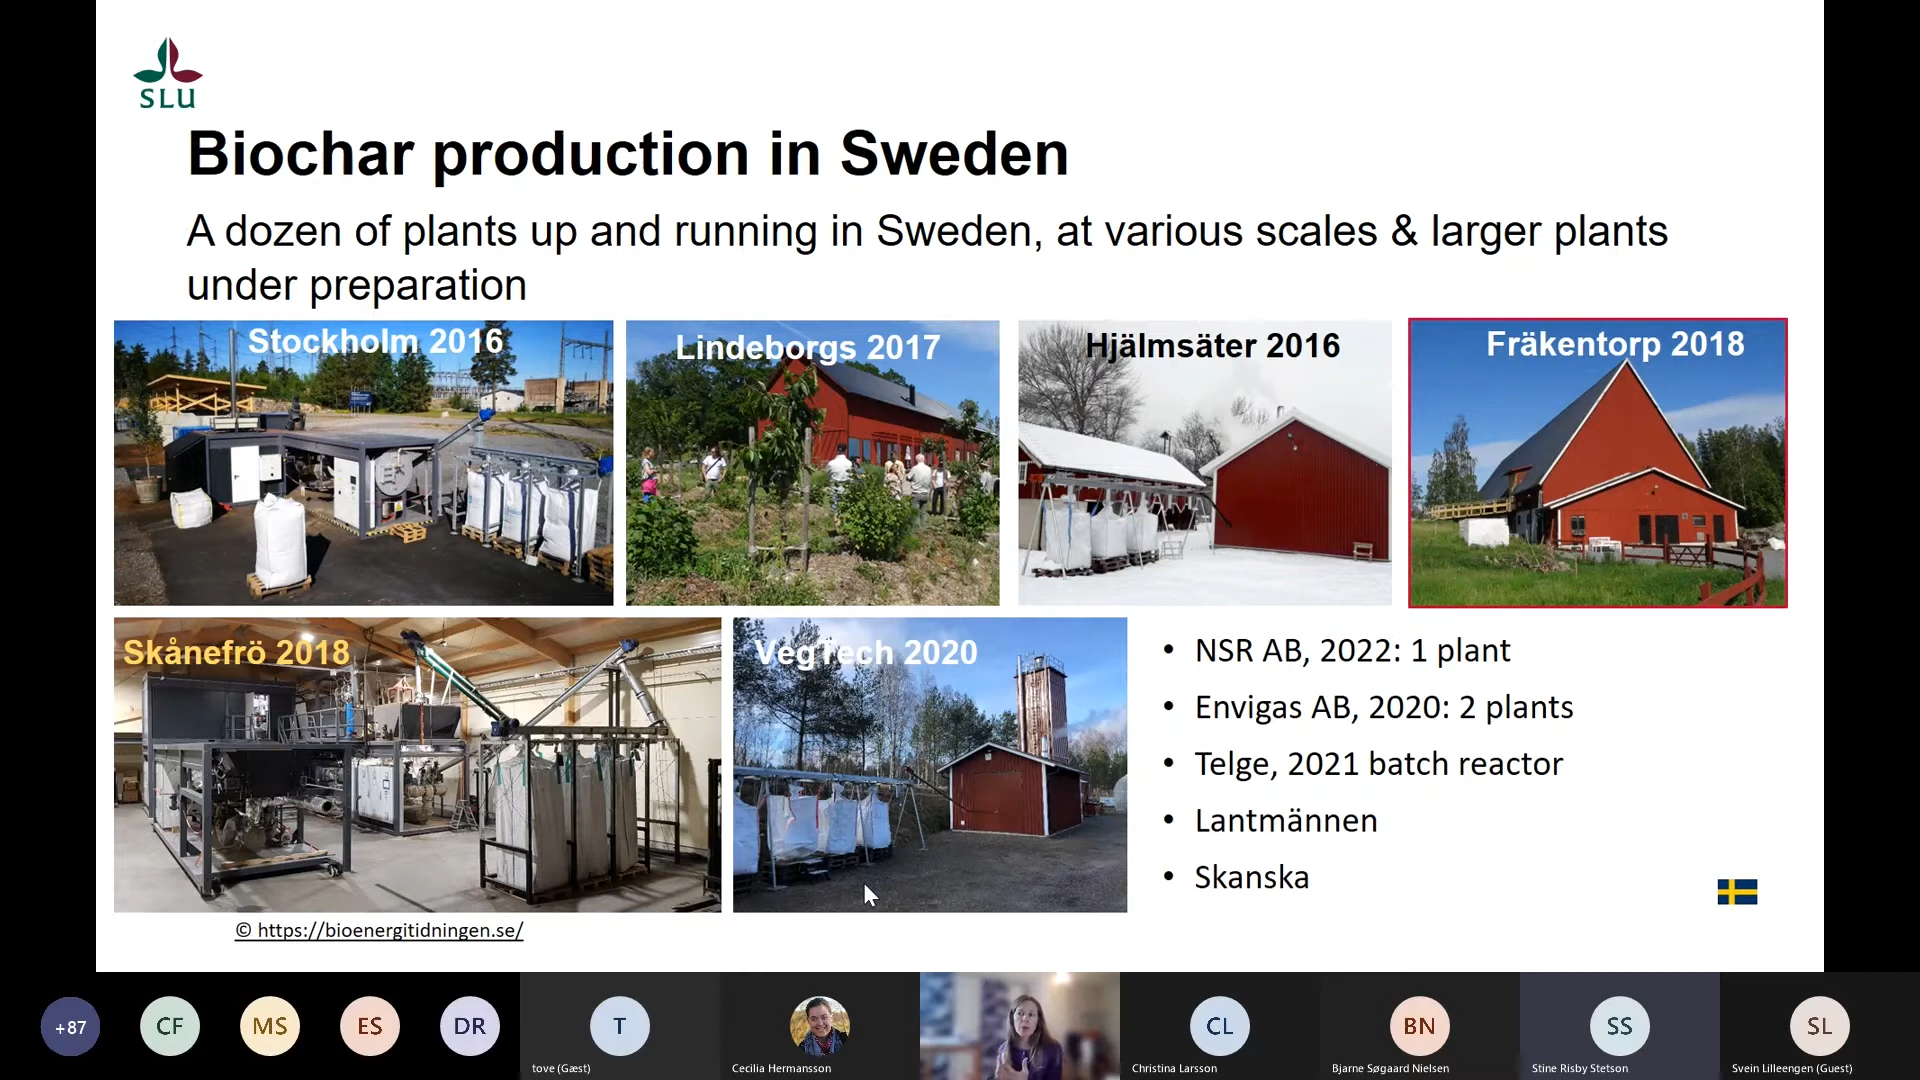 SLU
Biochar production in Sweden
A dozen of plants up and running in Sweden, at various scales & larger plants
under preparation
Stockholm 2016
Lindeborgs 2017
Hjälmsäter 2016
Fräkentorp 2018
Skånefrö 2018
VegTech 2020
• NSR AB, 2022: 1 plant
• Envigas AB, 2020: 2 plants
• Telge, 2021 batch reactor
• Lantmännen
• Skanska
© https://bioenergitidningen.se/
+87
CF
MS
ES
DR
T
tove (Gæst)
Cecilia Hermansson
CL
Christina Larsson
BN
Bjarne Søgaard Nielsen
SS
Stine Risby Stetson
SL
Svein Lilleengen (Guest)